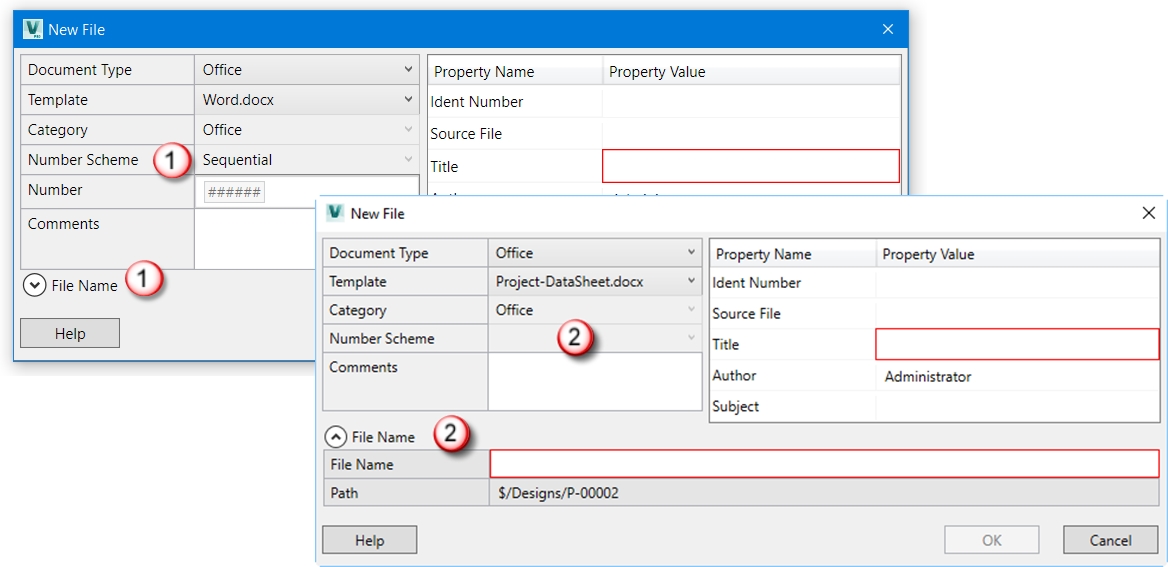 New File
Document Type Office
Template Word.docx
Category Office
Number Scheme 1 Sequential
Number ######
Comments
File Name 1
Help
Property Name Property Value
Ident Number
Source File
Title
New File
Document Type Office
Template Project-DataSheet.docx
Category Office
Number Scheme 2
Comments
Property Name Property Value
Ident Number
Source File
Title
Author Administrator
Subject
File Name 2
File Name
Path $/Designs/P-00002
Help OK Cancel